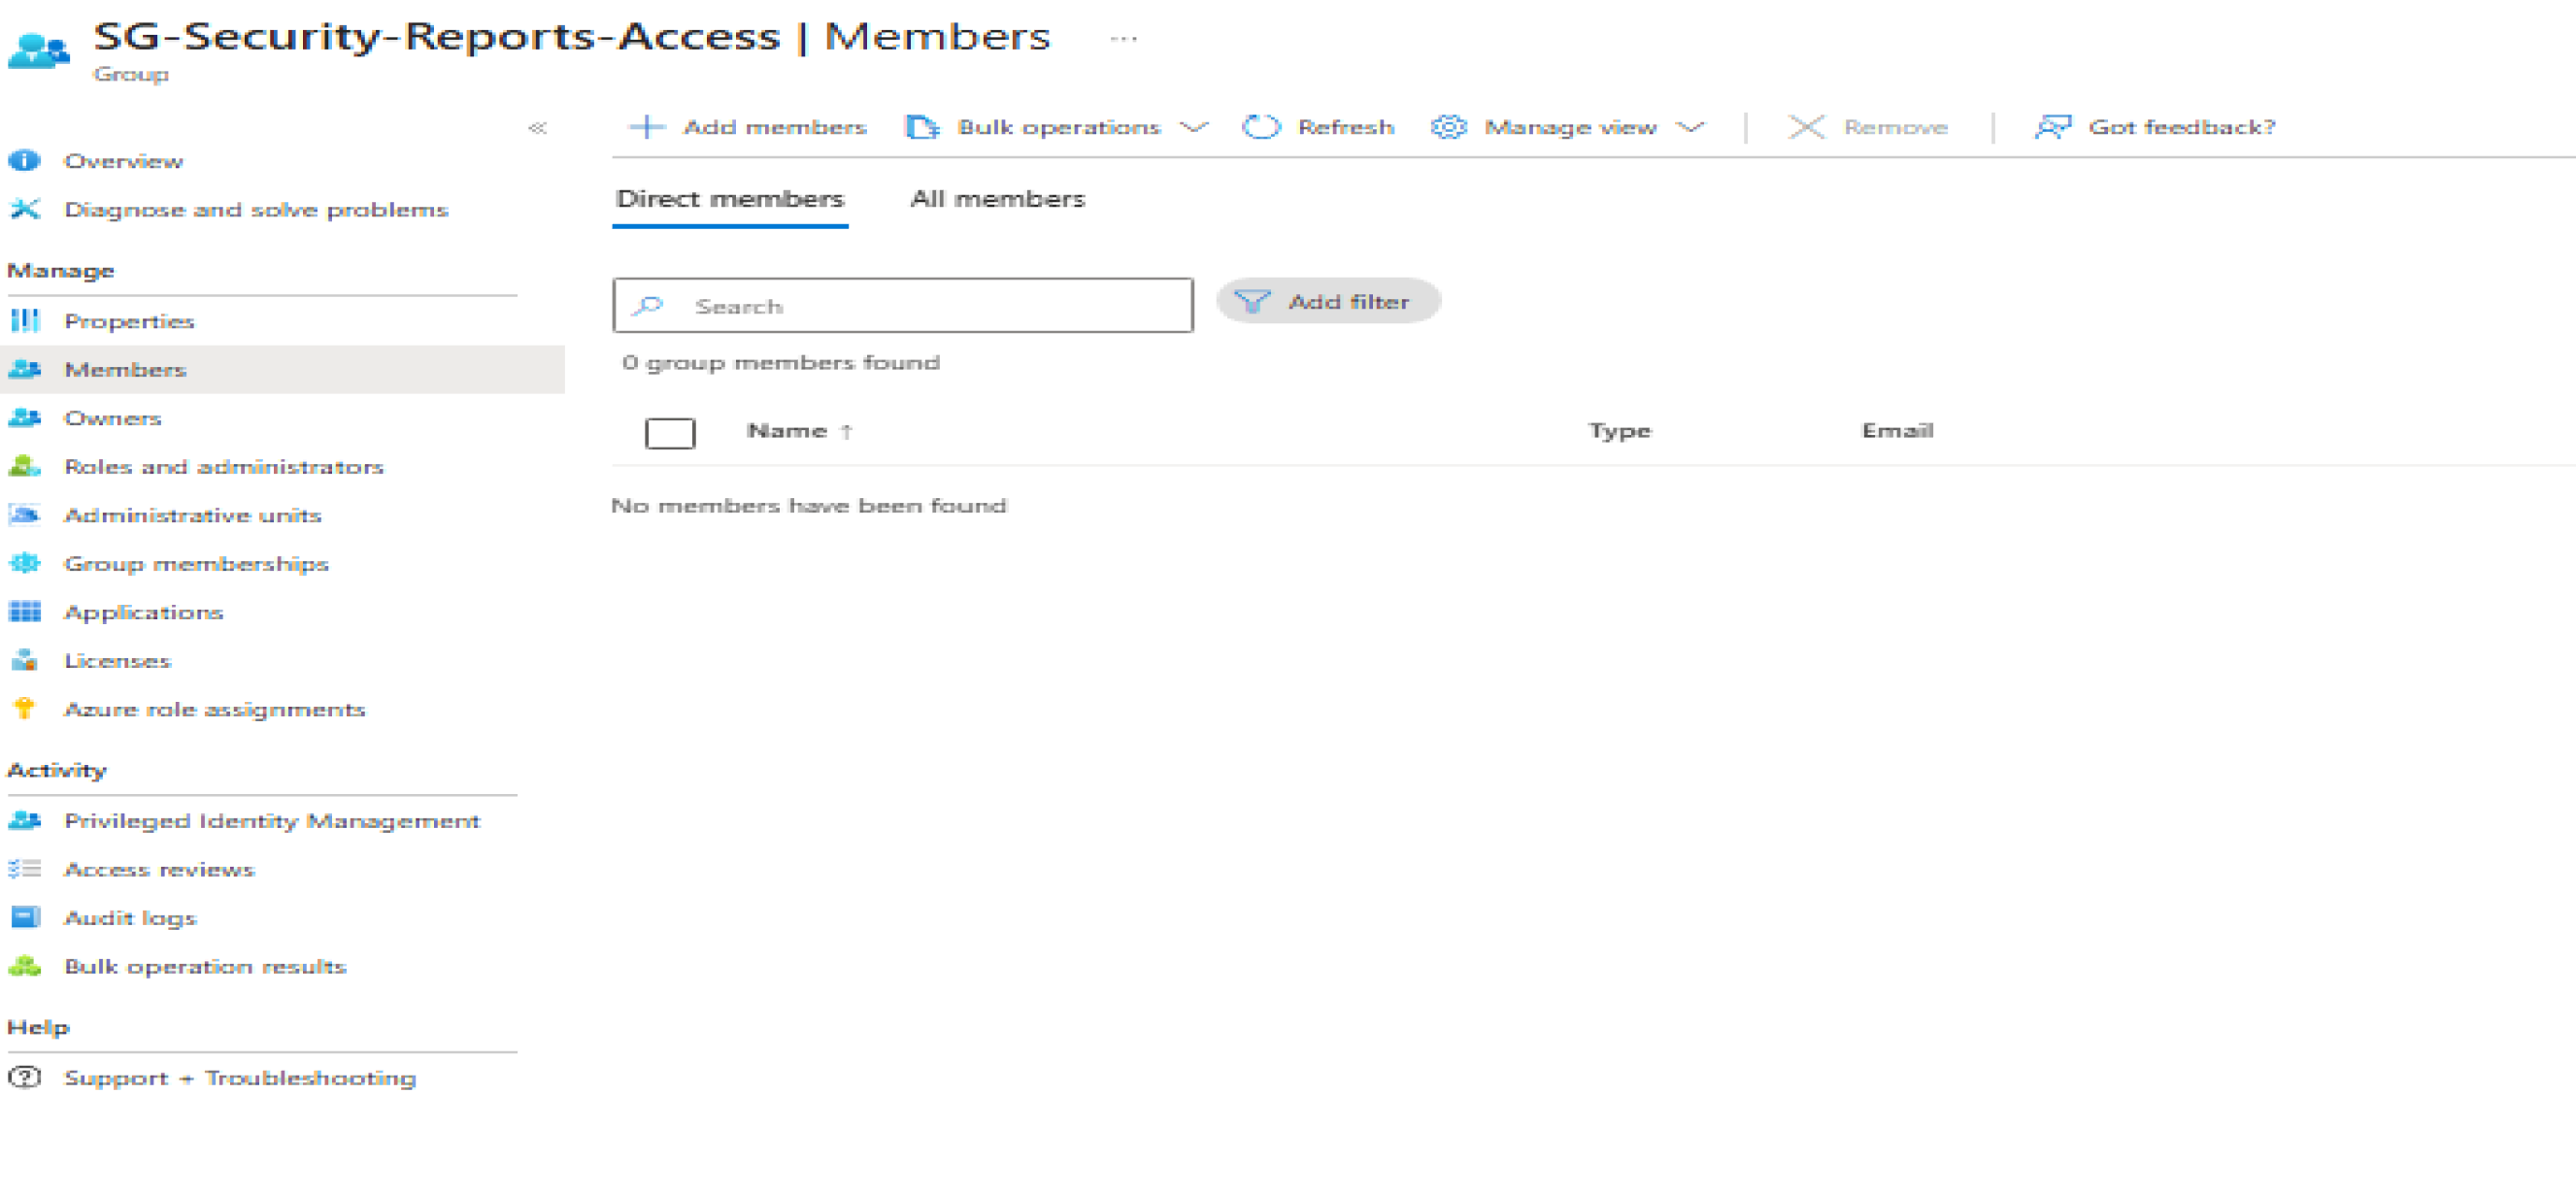 SG-Security-Reports-Access | Members ...
Group
«
Overview
Diagnose and solve problems
Manage
Properties
Members
Owners
Roles and administrators
Administrative units
Group memberships
Applications
Licenses
Azure role assignments
Activity
Privileged Identity Management
Access reviews
Audit logs
Bulk operation results
Help
Support + Troubleshooting
Add members Bulk operations Refresh Manage view | Remove | Got feedback?
Direct members All members
Search Add filter
0 group members found
Name ↑ Type Email
No members have been found